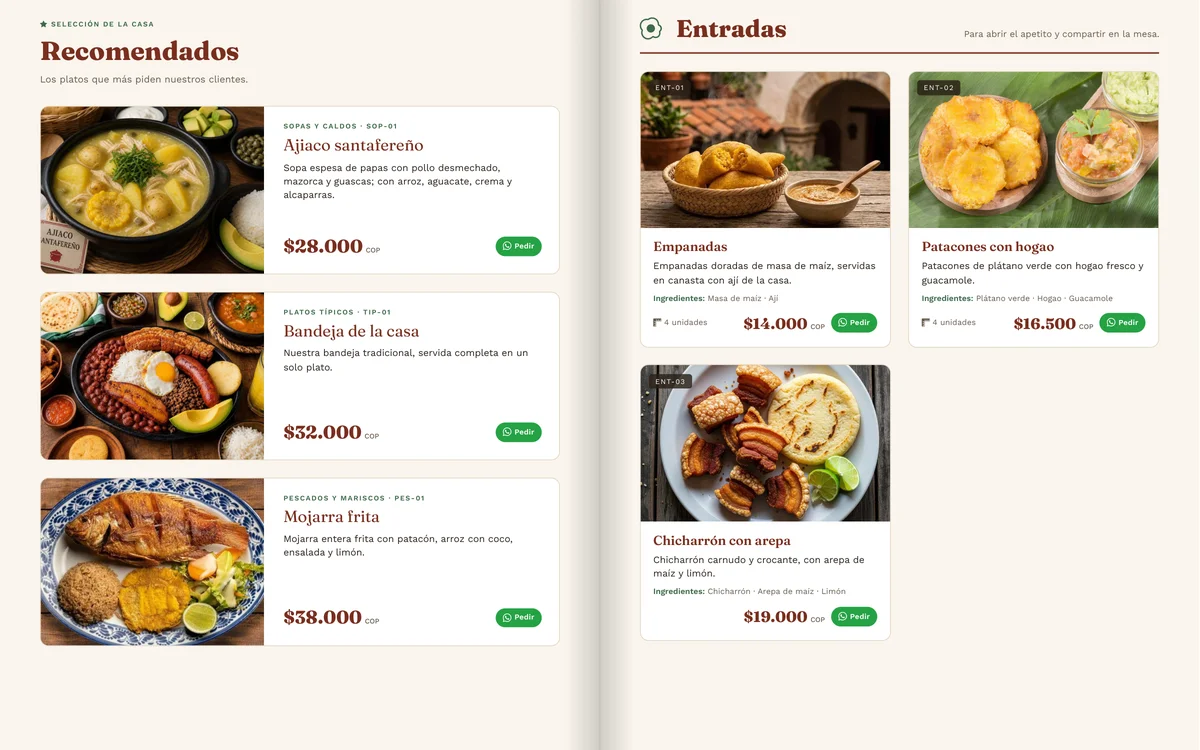 SELECCIÓN DE LA CASA
Recomendados
Los platos que más piden nuestros clientes.
AJIACO
SANTAFEREÑO
SOPAS Y CALDOS · SOP-01
Ajiaco santafereño
Sopa espesa de papas con pollo desmechado,
mazorca y guascas; con arroz, aguacate, crema y
alcaparras.
$28.000 COP
Pedir
PLATOS TÍPICOS · TIP-01
Bandeja de la casa
Nuestra bandeja tradicional, servida completa en un
solo plato.
$32.000 COP
Pedir
PESCADOS Y MARISCOS · PES-01
Mojarra frita
Mojarra entera frita con patacón, arroz con coco,
ensalada y limón.
$38.000 COP
Pedir
Entradas
Para abrir el apetito y compartir en la mesa.
ENT-01
Empanadas
Empanadas doradas de masa de maíz, servidas
en canasta con ají de la casa.
Ingredientes: Masa de maíz · Ají
4 unidades
$14.000 COP
Pedir
ENT-02
Patacones con hogao
Patacones de plátano verde con hogao fresco y
guacamole.
Ingredientes: Plátano verde · Hogao · Guacamole
4 unidades
$16.500 COP
Pedir
ENT-03
Chicharrón con arepa
Chicharrón carnudo y crocante, con arepa de
maíz y limón.
Ingredientes: Chicharrón · Arepa de maíz · Limón
$19.000 COP
Pedir